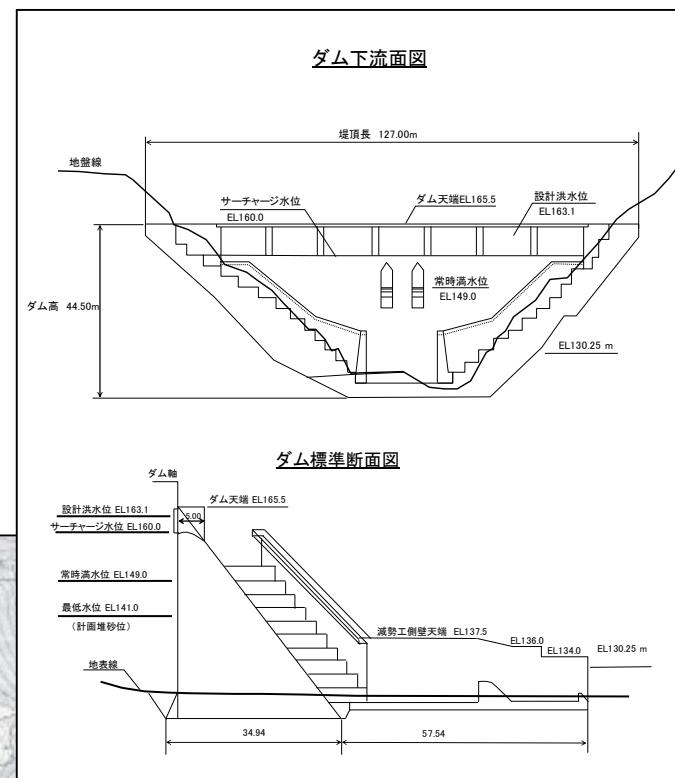 ダム下流面図
堤頂長 127.00m
地盤線
サーチャージ水位
EL160.0
ダム天端EL165.5
設計洪水位
EL163.1
常時満水位
EL149.0
ダム高 44.50m
EL130.25 m
ダム標準断面図
ダム軸
設計洪水位 EL163.1
サーチャージ水位 EL160.0
5.00
ダム天端 EL165.5
常時満水位 EL149.0
最低水位 EL141.0
(計画堆砂位)
減勢工側壁天端 EL137.5
EL136.0
EL134.0
EL130.25 m
地表線
34.94
57.54